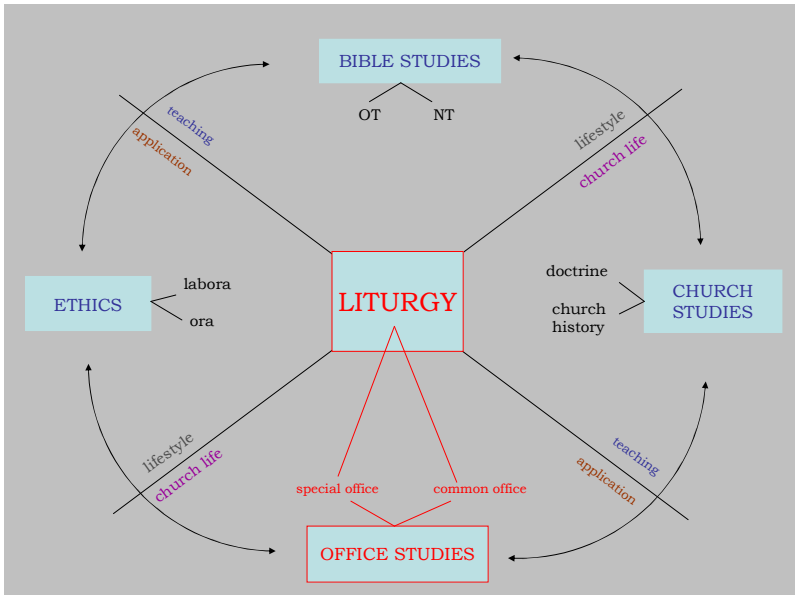 BIBLE STUDIES
OT
NT
teaching
application
lifestyle
church life
ETHICS
labora
ora
LITURGY
doctrine
church
history
CHURCH
STUDIES
lifestyle
church life
teaching
application
special office
common office
OFFICE STUDIES